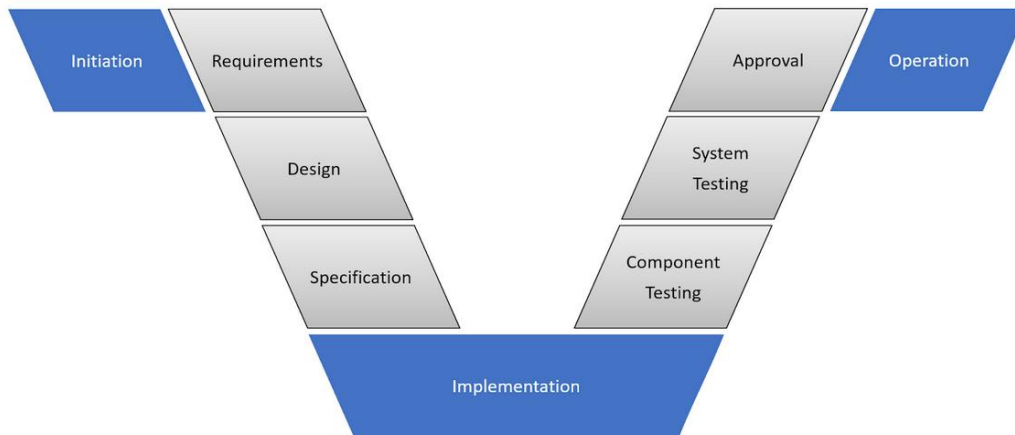 Initiation
Requirements
Approval
Operation
Design
System
Testing
Specification
Component
Testing
Implementation